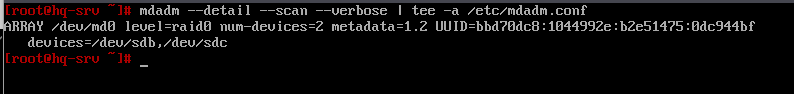 [root@hq-srv ~]# mdadm --detail --scan --verbose | tee -a /etc/mdadm.conf
ARRAY /dev/md0 level=raid0 num-devices=2 metadata=1.2 UUID=bbd70dc8:1044992e:b2e51475:0dc944bf
   devices=/dev/sdb,/dev/sdc
[root@hq-srv ~]# _